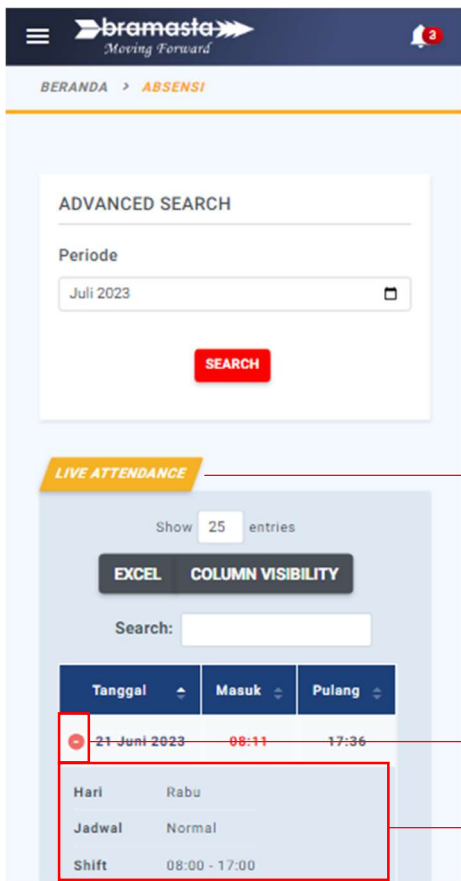 bramasta
Moving Forward
3
BERANDA > ABSENSI
ADVANCED SEARCH
Periode
Juli 2023
SEARCH
LIVE ATTENDANCE
Show 25 entries
EXCEL COLUMN VISIBILITY
Search:
Tanggal Masuk Pulang
21 Juni 2023 08:11 17:36
Hari Rabu
Jadwal Normal
Shift 08:00 - 17:00